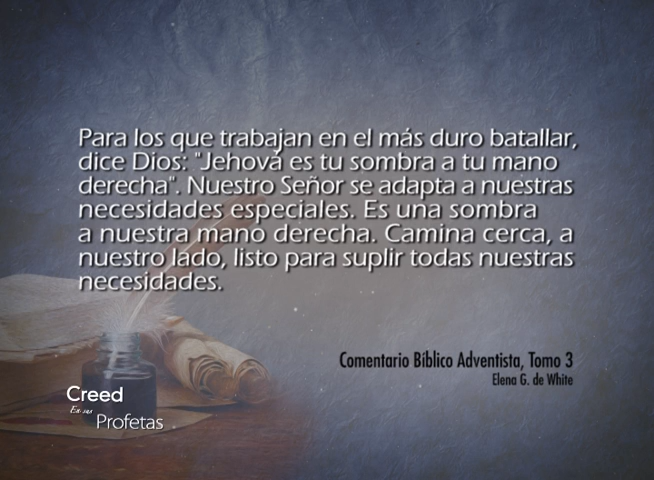 Para los que trabajan en el más duro batallar,
dice Dios: "Jehová es tu sombra a tu mano
derecha". Nuestro Señor se adapta a nuestras
necesidades especiales. Es una sombra
a nuestra mano derecha. Camina cerca, a
nuestro lado, listo para suplir todas nuestras
necesidades.
Comentario Bíblico Adventista, Tomo 3
Elena G. de White
Creed
En sus
Profetas